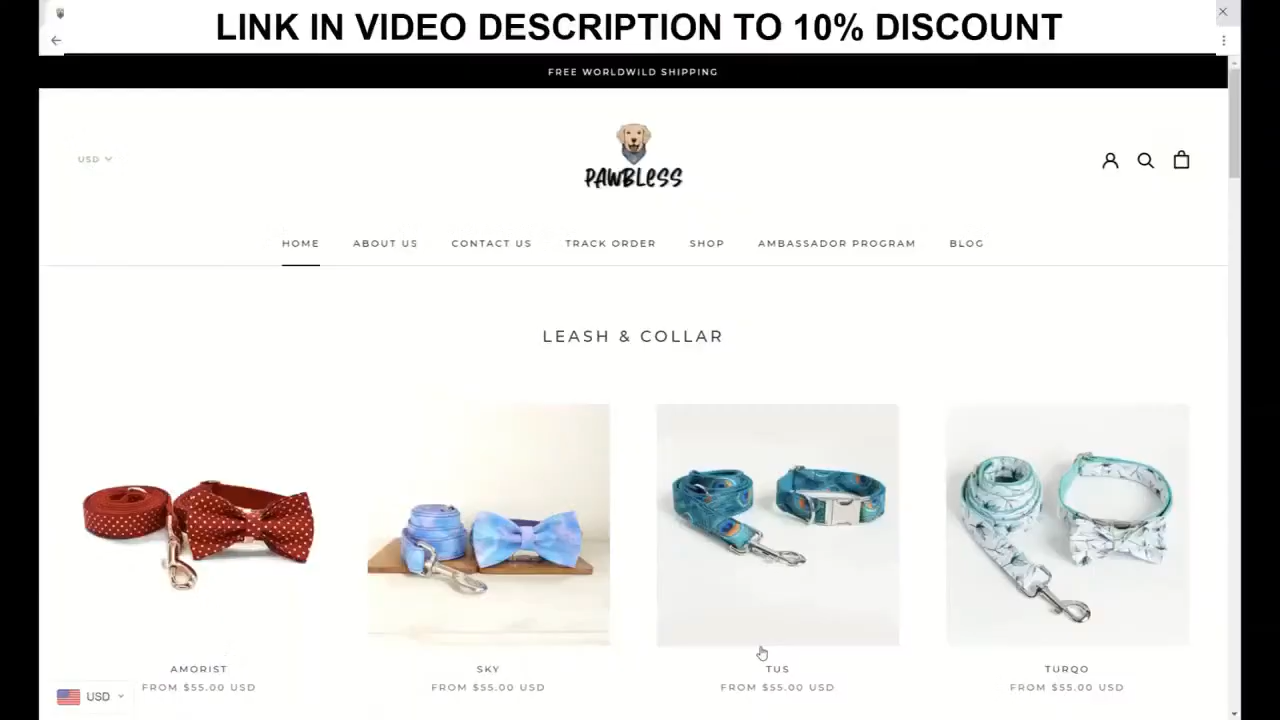 LINK IN VIDEO DESCRIPTION TO 10% DISCOUNT
FREE WORLDWILD SHIPPING
USD
PAWBLESS
HOME ABOUT US CONTACT US TRACK ORDER SHOP AMBASSADOR PROGRAM BLOG
LEASH & COLLAR
AMORIST SKY TUS TURQO
FROM $55.00 USD FROM $55.00 USD FROM $55.00 USD FROM $55.00 USD
USD